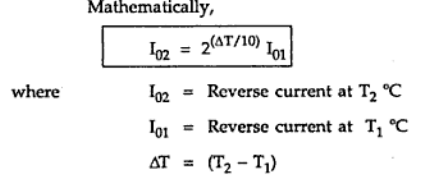 Mathematically,
I₀₂ = 2^(ΔT/10) I₀₁
where I₀₂ = Reverse current at T₂ °C
I₀₁ = Reverse current at T₁ °C
ΔT = (T₂ – T₁)